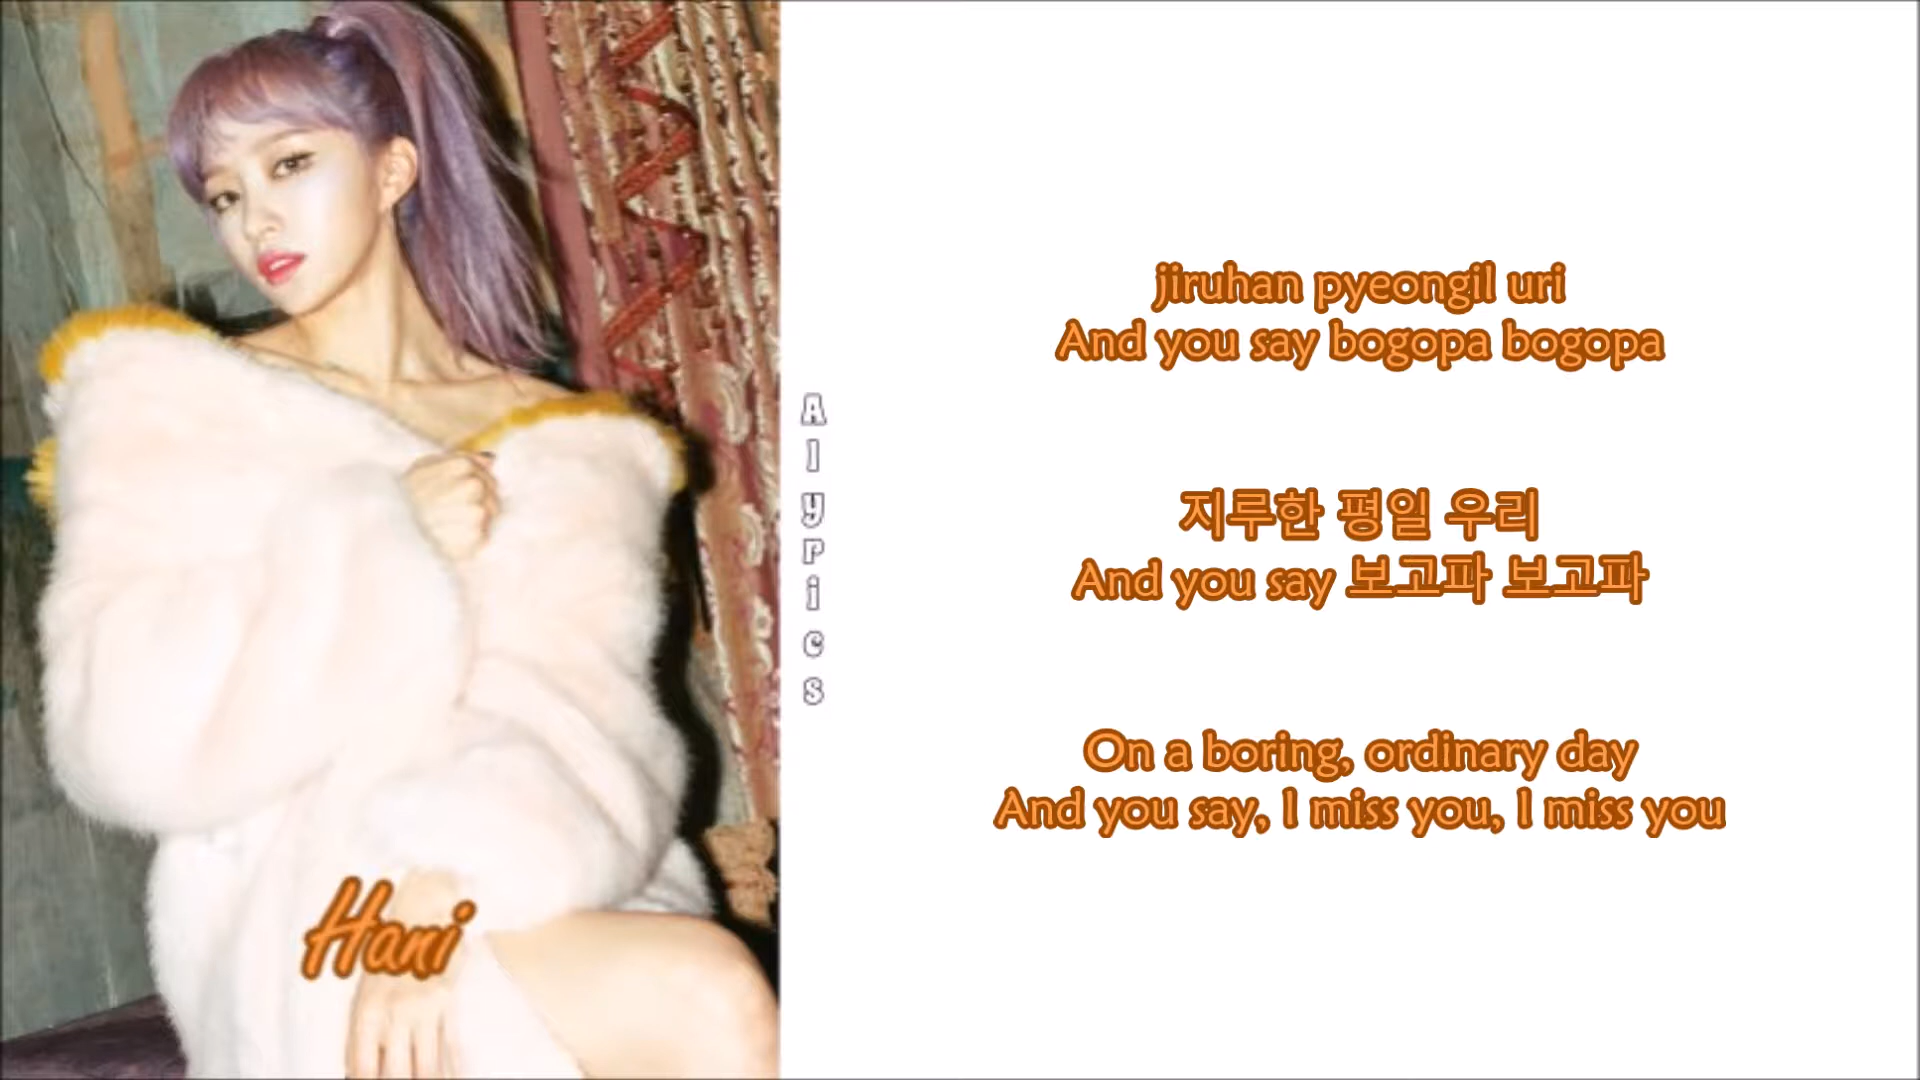 jiruhan pyeongil uri
And you say bogopa bogopa
지루한 평일 우리
And you say 보고파 보고파
On a boring, ordinary day
And you say, I miss you, I miss you
Alyrics
Hani